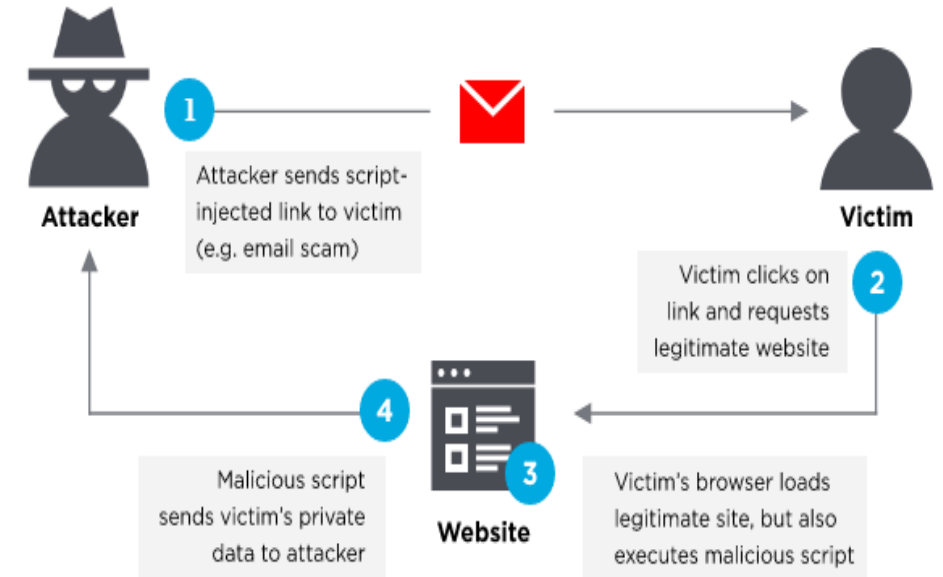 1
Attacker sends script-
injected link to victim
(e.g. email scam)
Attacker
Victim
2
Victim clicks on
link and requests
legitimate website
3
Website
Victim's browser loads
legitimate site, but also
executes malicious script
4
Malicious script
sends victim's private
data to attacker